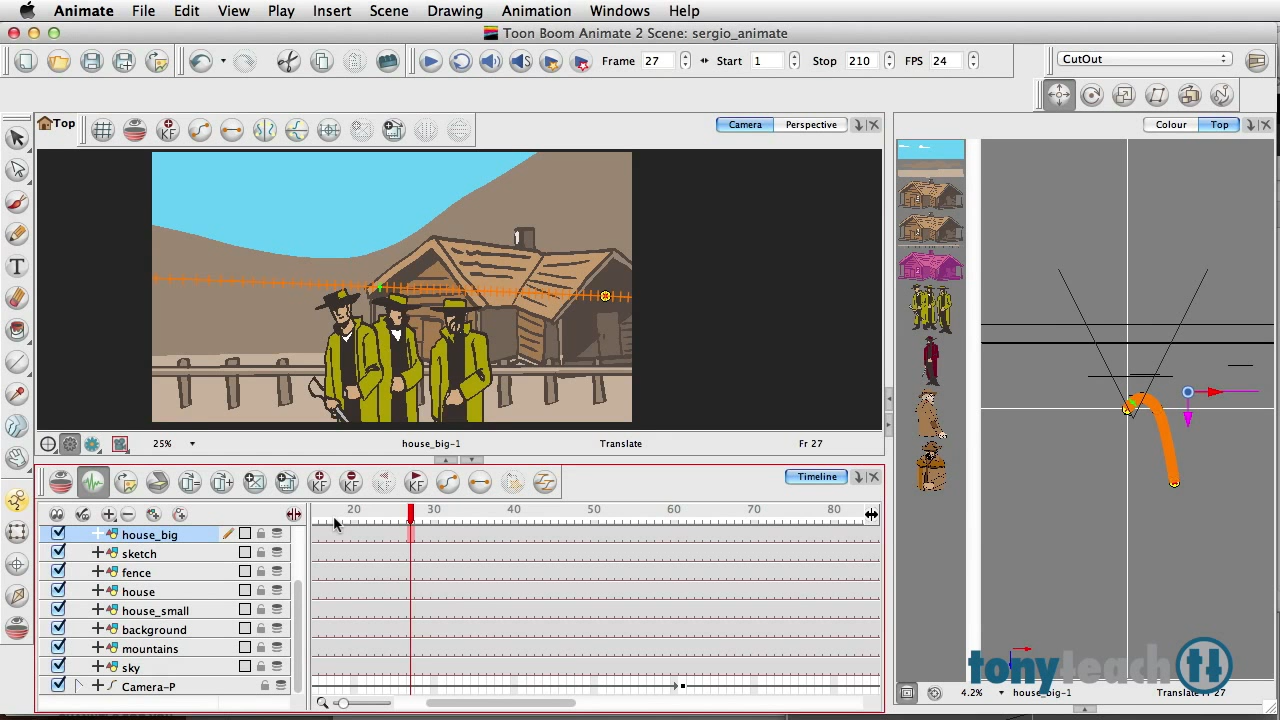 Animate File Edit View Play Insert Scene Drawing Animation Windows Help
Toon Boom Animate 2 Scene: sergio_animate
Frame 27 Start 1 Stop 210 FPS 24
CutOut
Top
Camera Perspective
Colour Top
25% house_big-1 Translate Fr 27
Timeline
20 30 40 50 60 70 80
house_big
sketch
fence
house
house_small
background
mountains
sky
Camera-P
4.2% house_big-1 Translate Fr 27
tonyteach